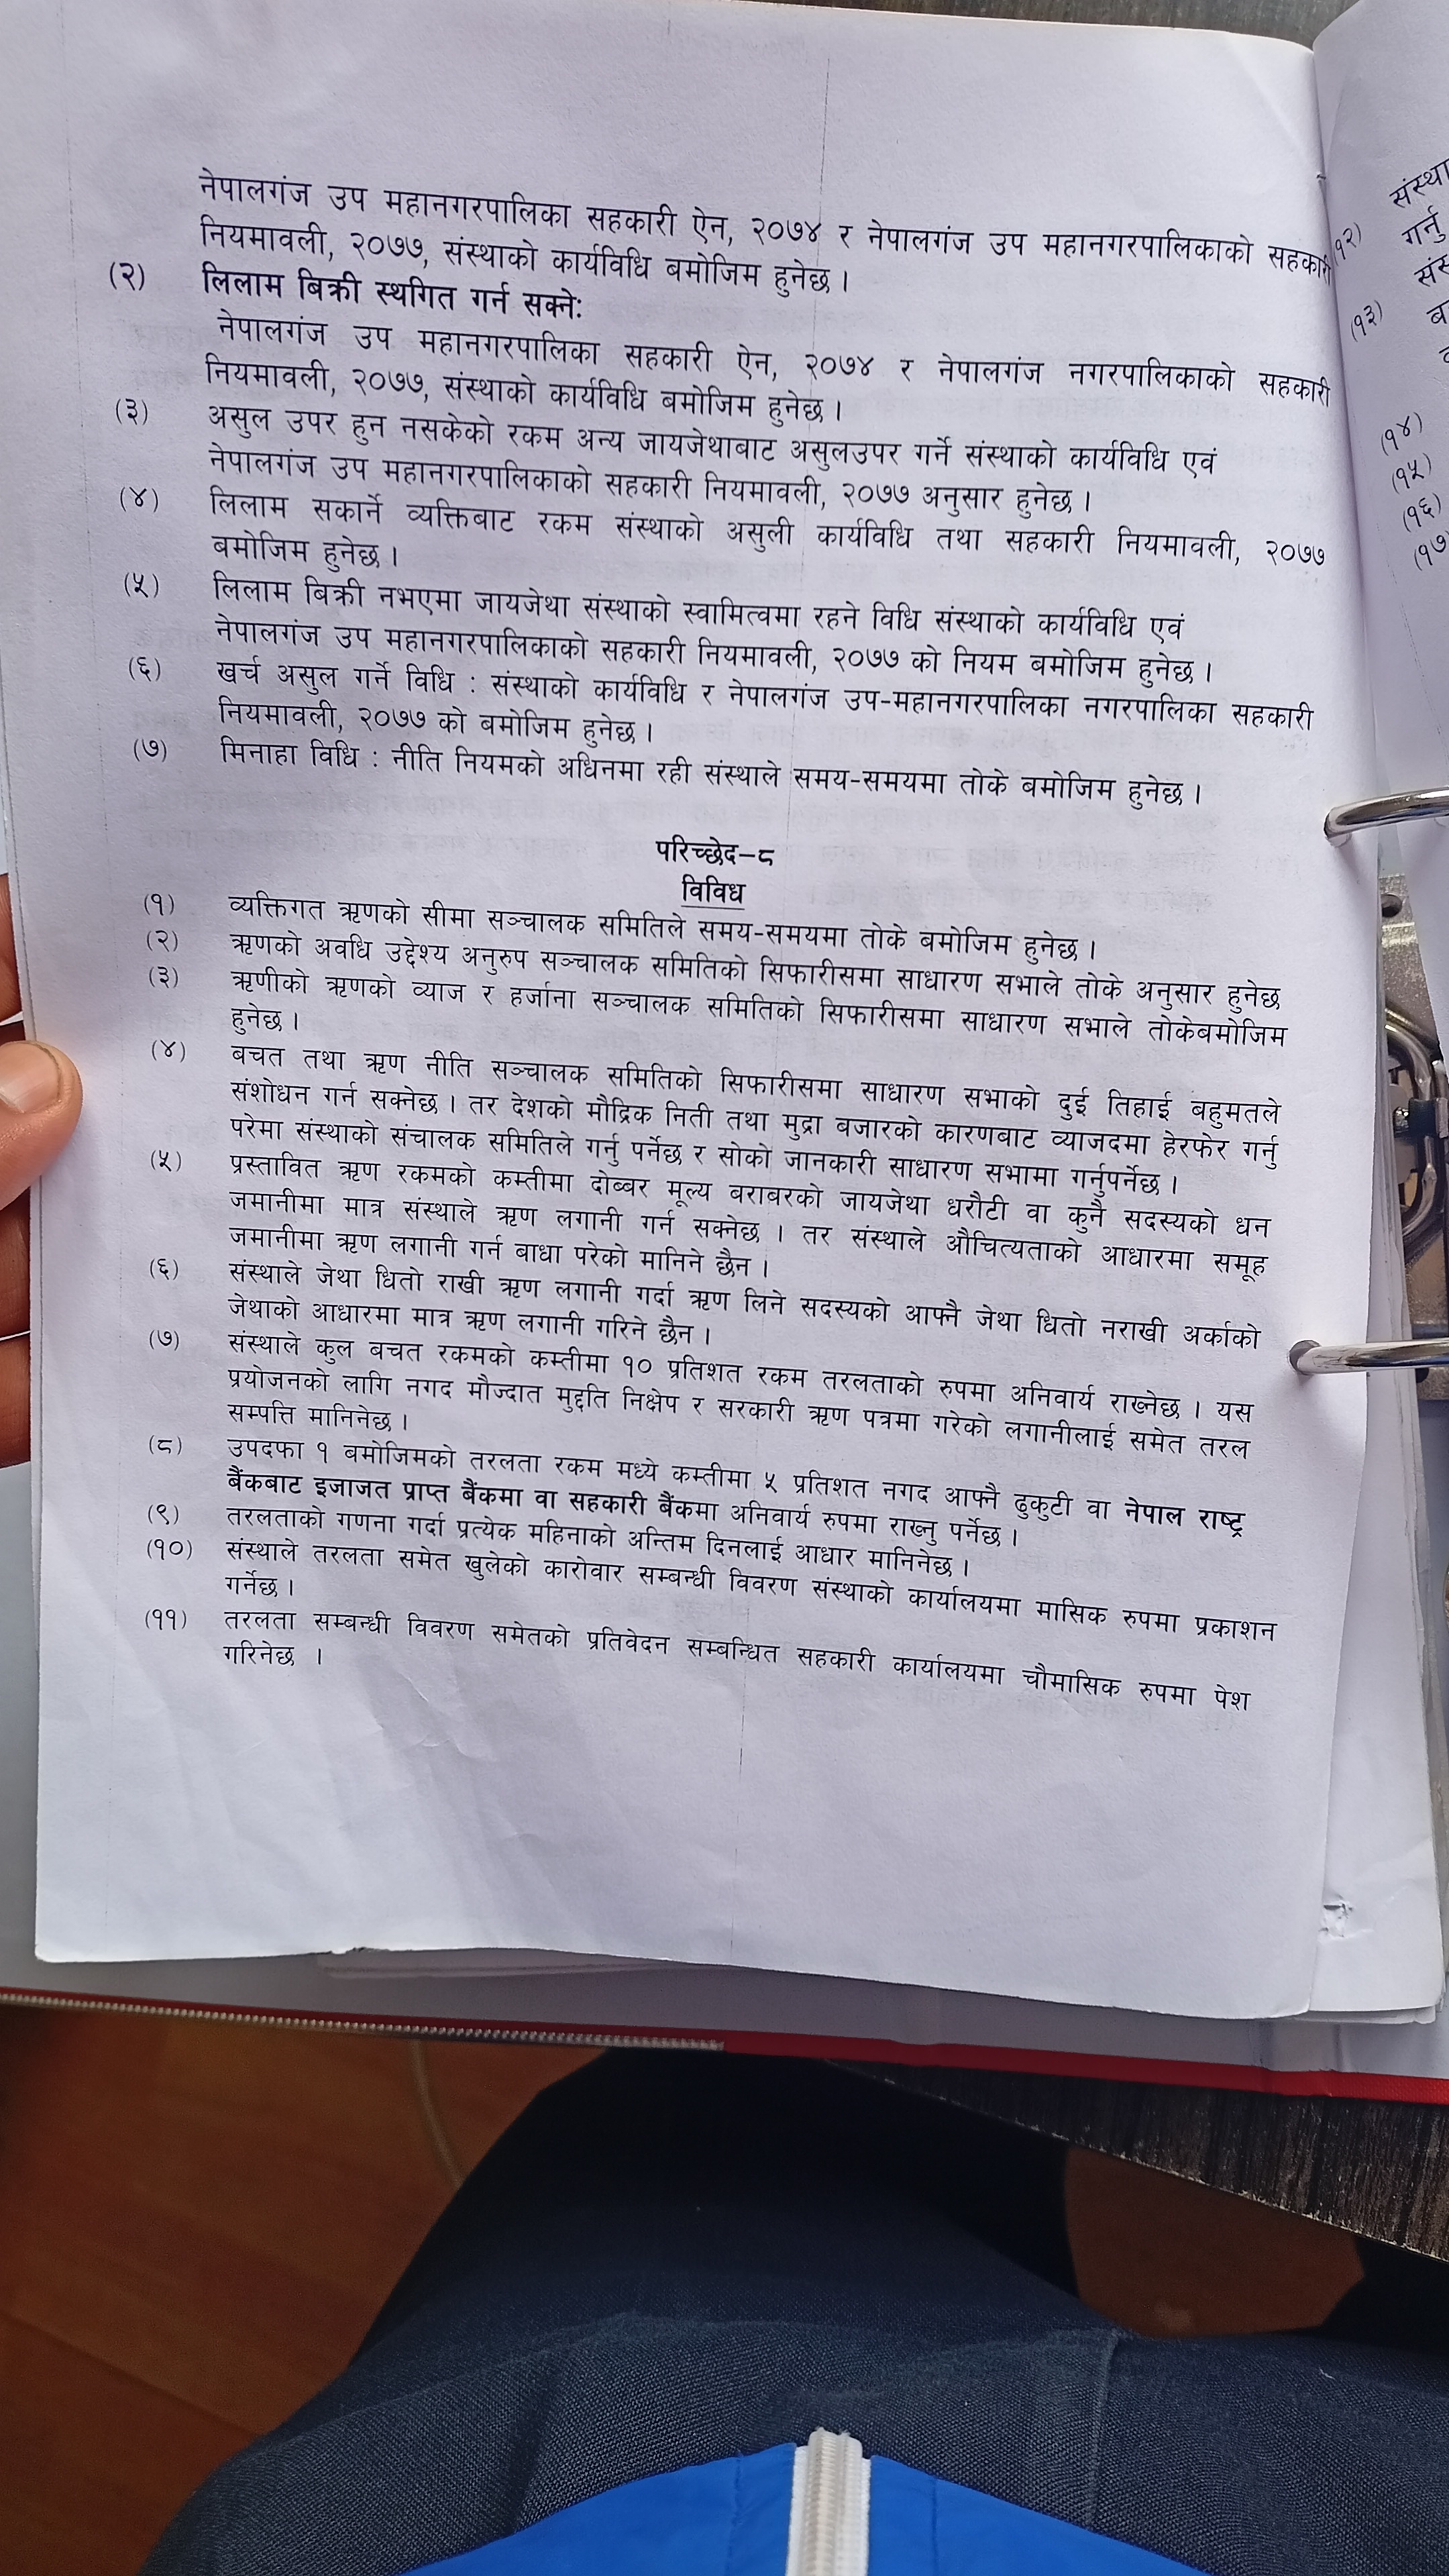 नेपालगंज उप महानगरपालिका सहकारी ऐन, २०७४ र नेपालगंज उप महानगरपालिकाको सहकारी
नियमावली, २०७७, संस्थाको कार्यविधि बमोजिम हुनेछ ।
(२) लिलाम बिक्री स्थगित गर्न सक्नेः
नेपालगंज उप महानगरपालिका सहकारी ऐन, २०७४ र नेपालगंज नगरपालिकाको सहकारी
नियमावली, २०७७, संस्थाको कार्यविधि बमोजिम हुनेछ ।
(३) असुल उपर हुन नसकेको रकम अन्य जायजेथाबाट असुलउपर गर्ने संस्थाको कार्यविधि एवं
नेपालगंज उप महानगरपालिकाको सहकारी नियमावली, २०७७ अनुसार हुनेछ ।
(४) लिलाम सकार्ने व्यक्तिबाट रकम संस्थाको असुली कार्यविधि तथा सहकारी नियमावली, २०७७
बमोजिम हुनेछ ।
(५) लिलाम बिक्री नभएमा जायजेथा संस्थाको स्वामित्वमा रहने विधि संस्थाको कार्यविधि एवं
नेपालगंज उप महानगरपालिकाको सहकारी नियमावली, २०७७ को नियम बमोजिम हुनेछ ।
(६) खर्च असुल गर्ने विधि : संस्थाको कार्यविधि र नेपालगंज उप-महानगरपालिका नगरपालिका सहकारी
नियमावली, २०७७ को बमोजिम हुनेछ ।
(७) मिनाहा विधि : नीति नियमको अधिनमा रही संस्थाले समय-समयमा तोके बमोजिम हुनेछ ।
परिच्छेद-८
विविध
(१) व्यक्तिगत ऋणको सीमा सञ्चालक समितिले समय-समयमा तोके बमोजिम हुनेछ ।
(२) ऋणको अवधि उद्देश्य अनुरुप सञ्चालक समितिको सिफारीसमा साधारण सभाले तोके अनुसार हुनेछ
(३) ऋणीको ऋणको व्याज र हर्जाना सञ्चालक समितिको सिफारीसमा साधारण सभाले तोकेबमोजिम
हुनेछ ।
(४) बचत तथा ऋण नीति सञ्चालक समितिको सिफारीसमा साधारण सभाको दुई तिहाई बहुमतले
संशोधन गर्न सक्नेछ । तर देशको मौद्रिक निती तथा मुद्रा बजारको कारणबाट व्याजदमा हेरफेर गर्नु
परेमा संस्थाको संचालक समितिले गर्नु पर्नेछ र सोको जानकारी साधारण सभामा गर्नुपर्नेछ ।
(५) प्रस्तावित ऋण रकमको कम्तीमा दोब्बर मूल्य बराबरको जायजेथा धरौटी वा कुनै सदस्यको धन
जमानीमा मात्र संस्थाले ऋण लगानी गर्न सक्नेछ । तर संस्थाले औचित्यताको आधारमा समूह
जमानीमा ऋण लगानी गर्न बाधा परेको मानिने छैन ।
(६) संस्थाले जेथा धितो राखी ऋण लगानी गर्दा ऋण लिने सदस्यको आफ्नै जेथा धितो नराखी अर्काको
जेथाको आधारमा मात्र ऋण लगानी गरिने छैन ।
(७) संस्थाले कुल बचत रकमको कम्तीमा १० प्रतिशत रकम तरलताको रुपमा अनिवार्य राख्नेछ । यस
प्रयोजनको लागि नगद मौज्दात मुद्दति निक्षेप र सरकारी ऋण पत्रमा गरेको लगानीलाई समेत तरल
सम्पत्ति मानिनेछ ।
(८) उपदफा १ बमोजिमको तरलता रकम मध्ये कम्तीमा ५ प्रतिशत नगद आफ्नै ढुकुटी वा नेपाल राष्ट्र
बैंकबाट इजाजत प्राप्त बैंकमा वा सहकारी बैंकमा अनिवार्य रुपमा राख्नु पर्नेछ ।
(९) तरलताको गणना गर्दा प्रत्येक महिनाको अन्तिम दिनलाई आधार मानिनेछ ।
(१०) संस्थाले तरलता समेत खुलेको कारोवार सम्बन्धी विवरण संस्थाको कार्यालयमा मासिक रुपमा प्रकाशन
गर्नेछ ।
(११) तरलता सम्बन्धी विवरण समेतको प्रतिवेदन सम्बन्धित सहकारी कार्यालयमा चौमासिक रुपमा पेश
गरिनेछ ।
संस्था
(१२) गर्नु
(१३)
(१४)
(१५)
(१६)
(१७